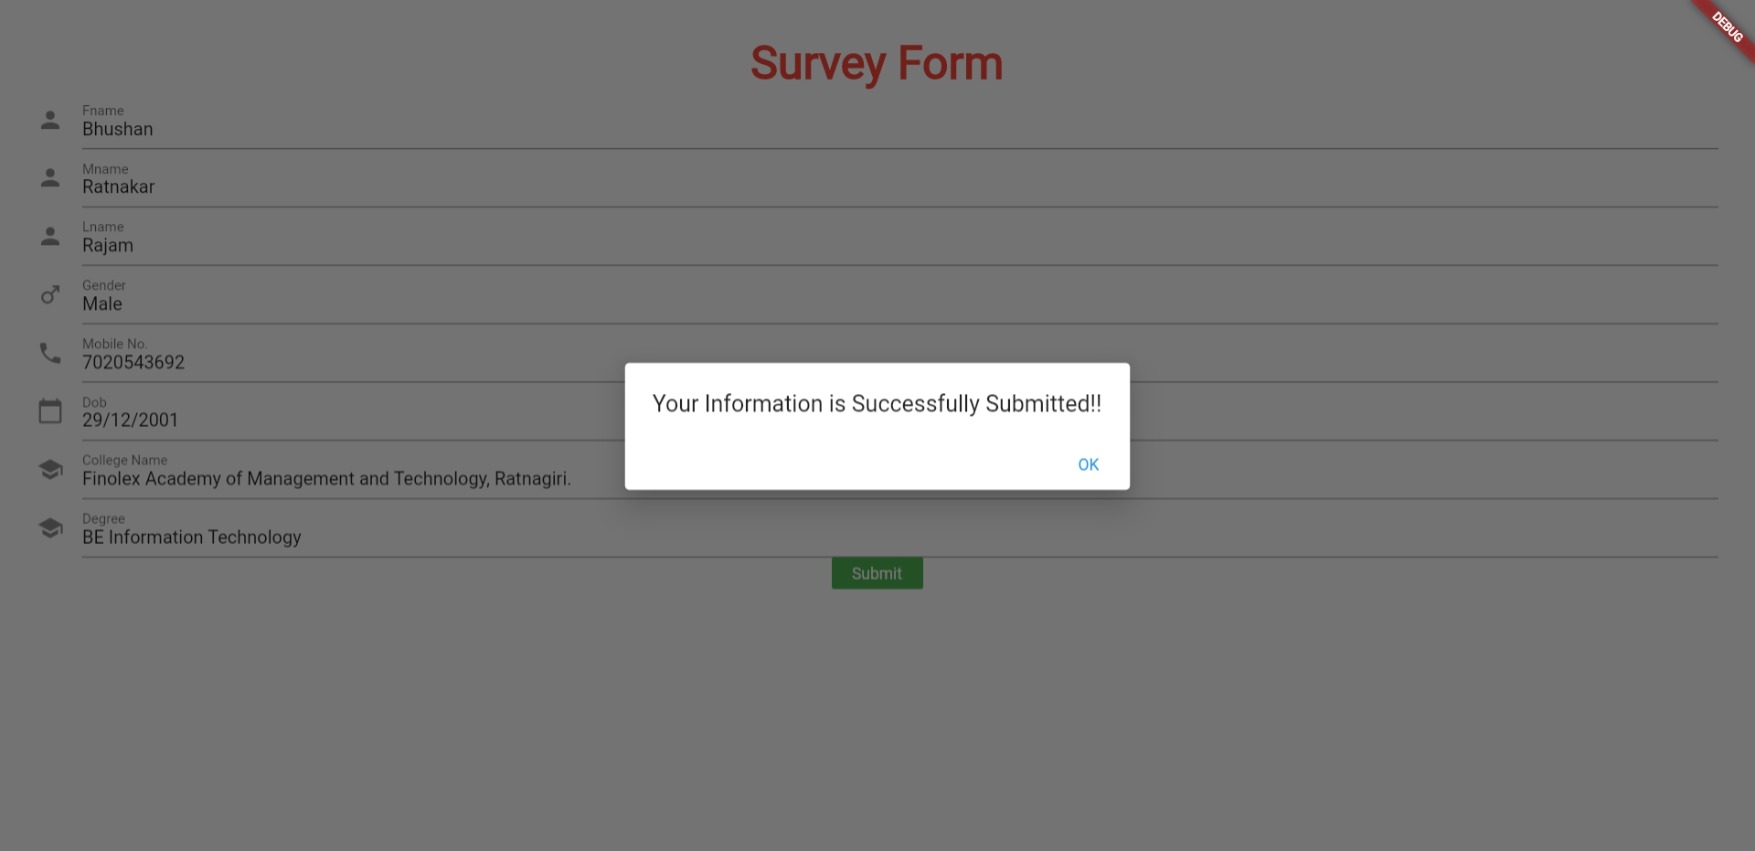 DEBUG
Survey Form
Fname
Bhushan
Mname
Ratnakar
Lname
Rajam
Gender
Male
Mobile No.
7020543692
Dob
29/12/2001
College Name
Finolex Academy of Management and Technology, Ratnagiri.
Degree
BE Information Technology
Submit
Your Information is Successfully Submitted!!
OK